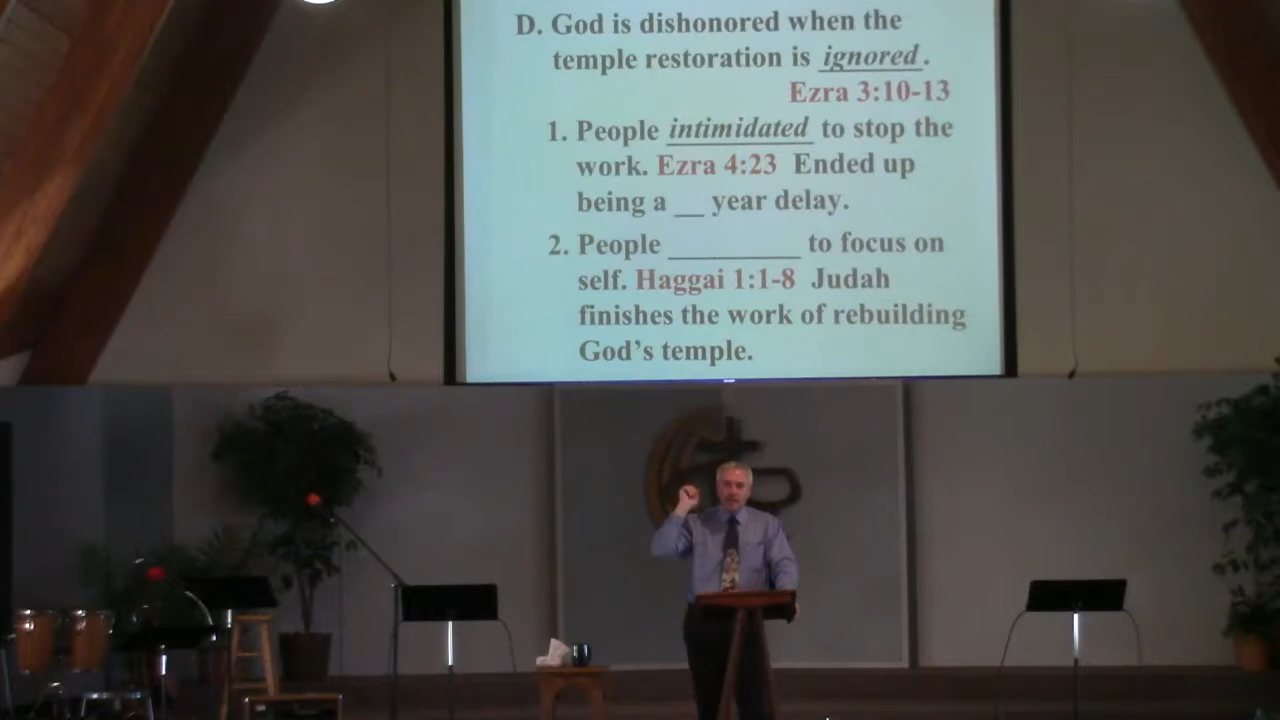 D. God is dishonored when the
temple restoration is ignored.
Ezra 3:10-13
1. People intimidated to stop the
work. Ezra 4:23 Ended up
being a __ year delay.
2. People __________ to focus on
self. Haggai 1:1-8 Judah
finishes the work of rebuilding
God's temple.